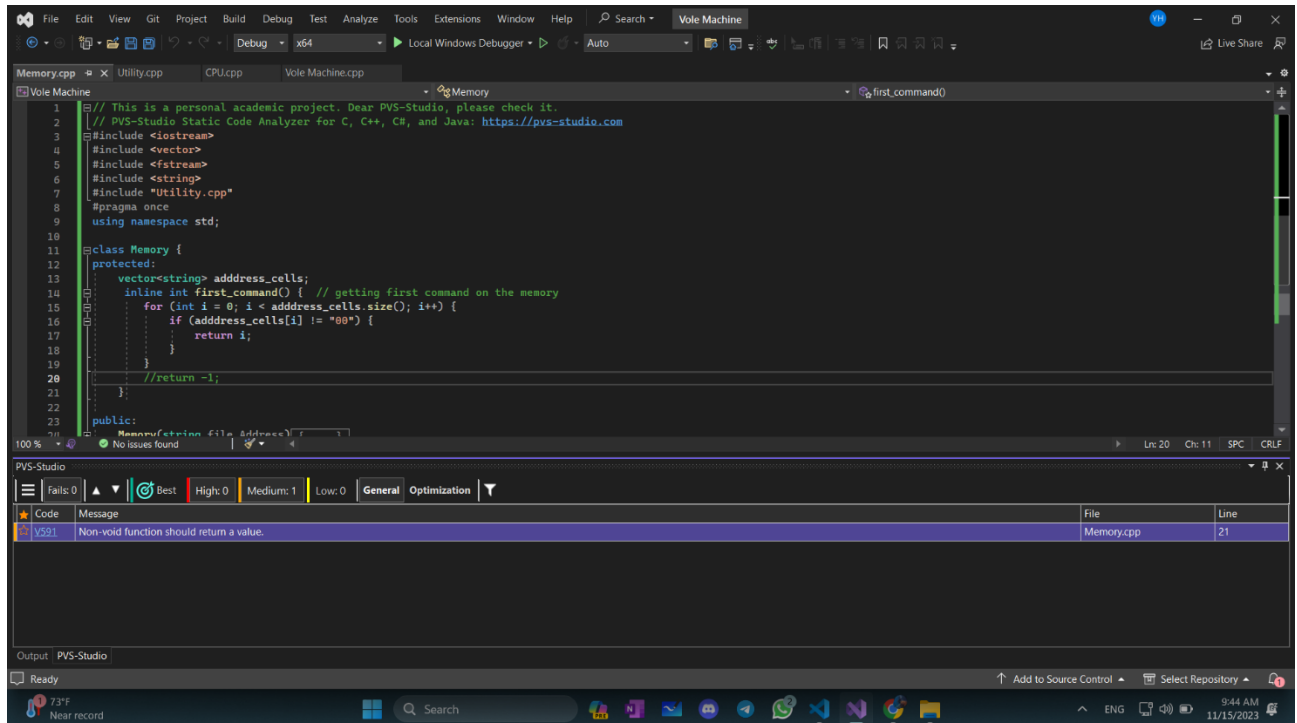 File Edit View Git Project Build Debug Test Analyze Tools Extensions Window Help Search Vole Machine YH
Debug x64 Local Windows Debugger Auto Live Share
Memory.cpp Utility.cpp CPU.cpp Vole Machine.cpp
Vole Machine Memory first_command()
1 // This is a personal academic project. Dear PVS-Studio, please check it.
2 // PVS-Studio Static Code Analyzer for C, C++, C#, and Java: https://pvs-studio.com
3 #include <iostream>
4 #include <vector>
5 #include <fstream>
6 #include <string>
7 #include "Utility.cpp"
8 #pragma once
9 using namespace std;
10
11 class Memory {
12 protected:
13 vector<string> adddress_cells;
14 inline int first_command() { // getting first command on the memory
15 for (int i = 0; i < adddress_cells.size(); i++) {
16 if (adddress_cells[i] != "00") {
17 return i;
18 }
19 }
20 //return -1;
21 }
22
23 public:
24 Memory(string file_Address)
100 % No issues found Ln: 20 Ch: 11 SPC CRLF
PVS-Studio
Fails: 0 Best High: 0 Medium: 1 Low: 0 General Optimization
Code Message File Line
V591 Non-void function should return a value. Memory.cpp 21
Output PVS-Studio
Ready Add to Source Control Select Repository 1
1 73°F Search ENG 9:44 AM
Near record 11/15/2023